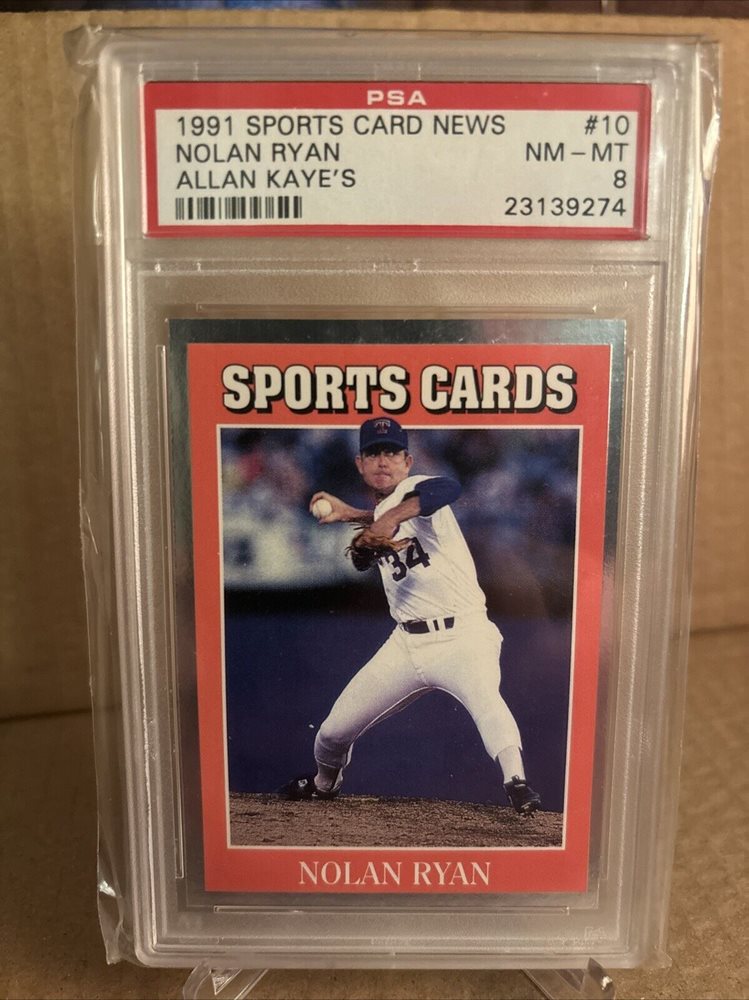 PSA
1991 SPORTS CARD NEWS #10
NOLAN RYAN NM-MT
ALLAN KAYE'S 8
23139274
SPORTS CARDS
T
34
NOLAN RYAN